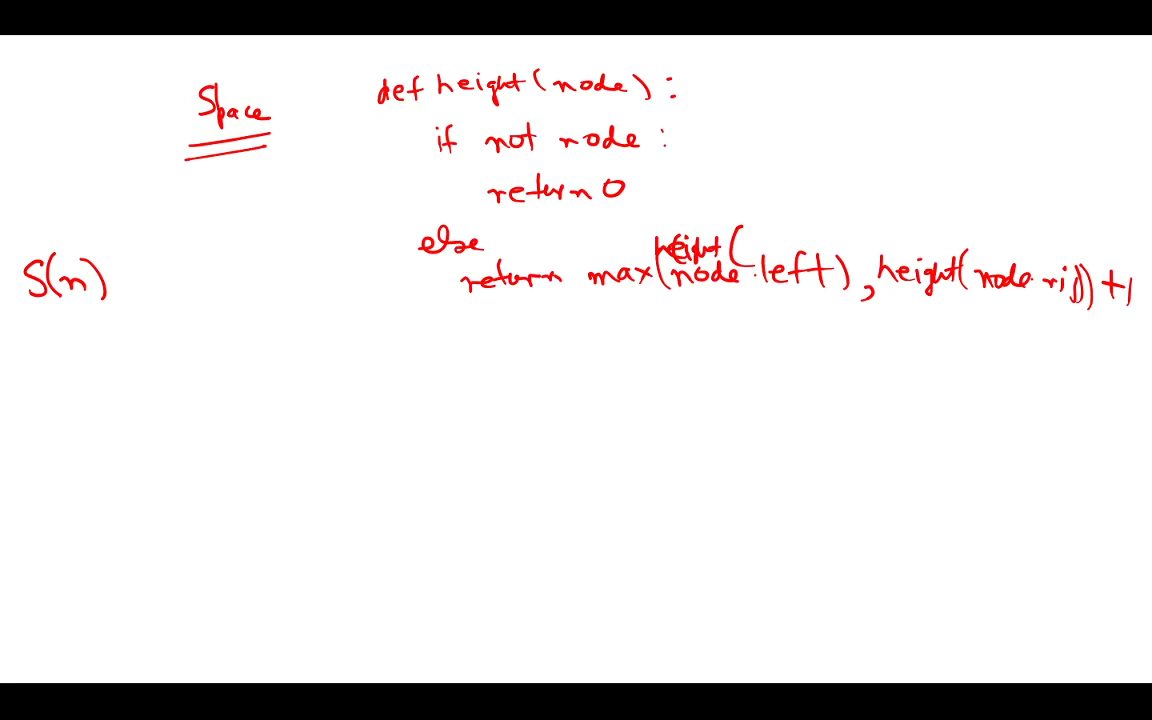 Space
def height(node):
if not node:
return 0
else
return max(height(node.left), height(node.ri)) + 1
S(n)